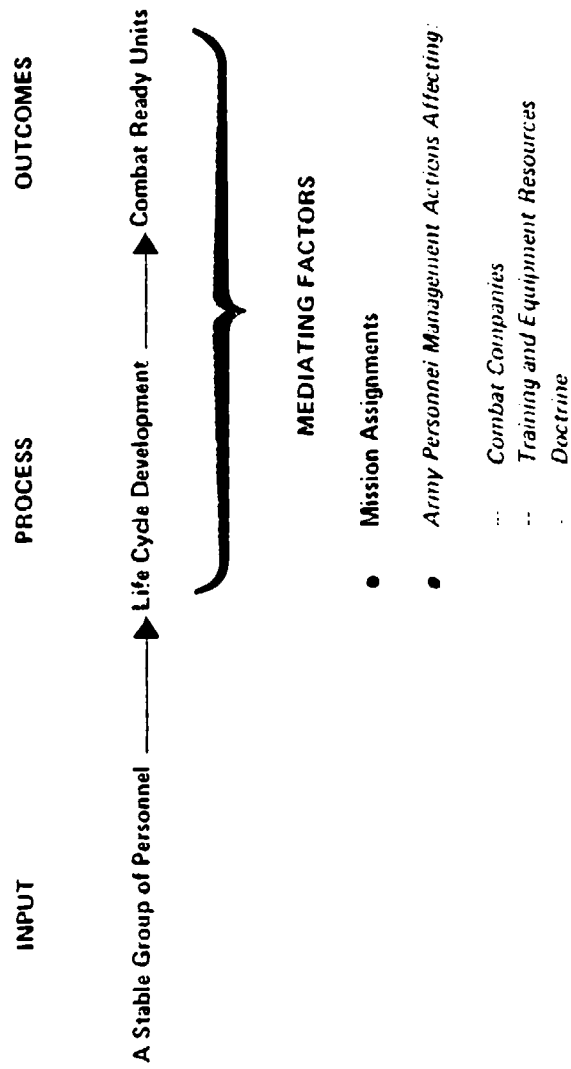 INPUT PROCESS OUTCOMES
A Stable Group of Personnel Life Cycle Development Combat Ready Units
MEDIATING FACTORS
● Mission Assignments
● Army Personnel Management Actions Affecting:
-- Combat Companies
-- Training and Equipment Resources
- Doctrine